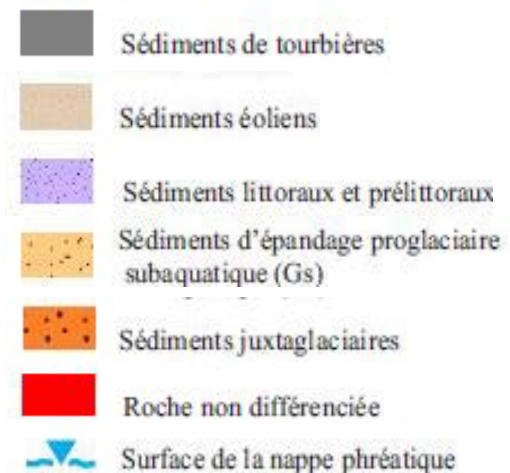 Sédiments de tourbières
Sédiments éoliens
Sédiments littoraux et prélittoraux
Sédiments d'épandage proglaciaire
subaquatique (Gs)
Sédiments juxtaglaciaires
Roche non différenciée
Surface de la nappe phréatique